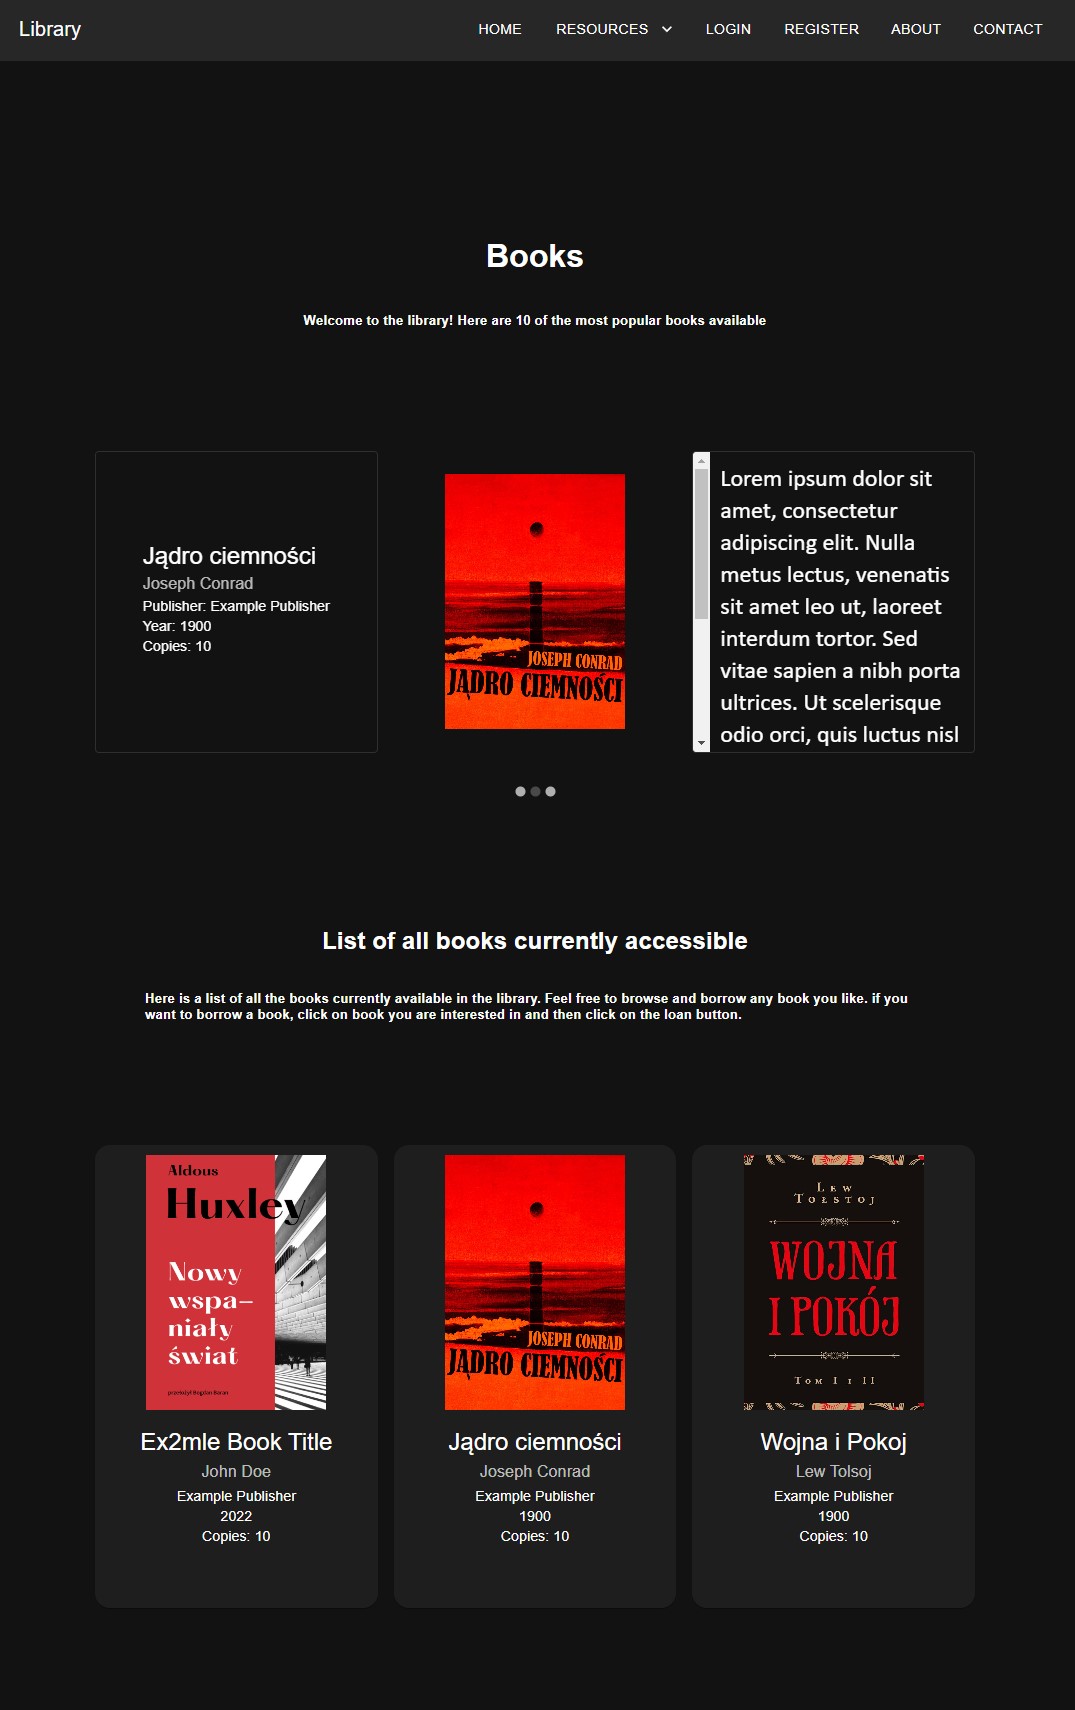 Library
HOME RESOURCES LOGIN REGISTER ABOUT CONTACT
Books
Welcome to the library! Here are 10 of the most popular books available
Jądro ciemności
Joseph Conrad
Publisher: Example Publisher
Year: 1900
Copies: 10
JOSEPH CONRAD
JĄDRO CIEMNOŚCI
Lorem ipsum dolor sit
amet, consectetur
adipiscing elit. Nulla
metus lectus, venenatis
sit amet leo ut, laoreet
interdum tortor. Sed
vitae sapien a nibh porta
ultrices. Ut scelerisque
odio orci, quis luctus nisl
List of all books currently accessible
Here is a list of all the books currently available in the library. Feel free to browse and borrow any book you like. if you
want to borrow a book, click on book you are interested in and then click on the loan button.
Aldous
Huxley
Nowy
wspa–
niały
świat
przełożył Bogdan Baran
Ex2mle Book Title
John Doe
Example Publisher
2022
Copies: 10
JOSEPH CONRAD
JĄDRO CIEMNOŚCI
Jądro ciemności
Joseph Conrad
Example Publisher
1900
Copies: 10
LEW
TOŁSTOJ
WOJNA
I POKÓJ
TOM I I II
Wojna i Pokoj
Lew Tolsoj
Example Publisher
1900
Copies: 10